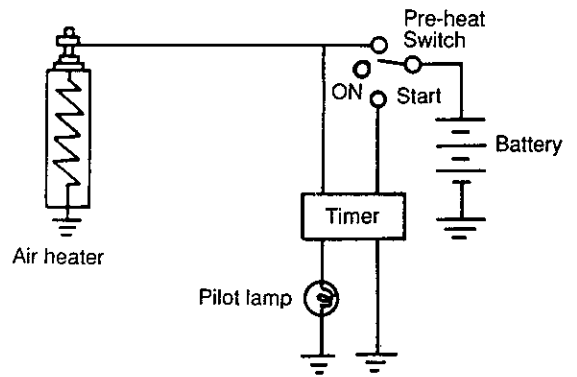 Pre-heat
Switch
ON
Start
Battery
Timer
Air heater
Pilot lamp